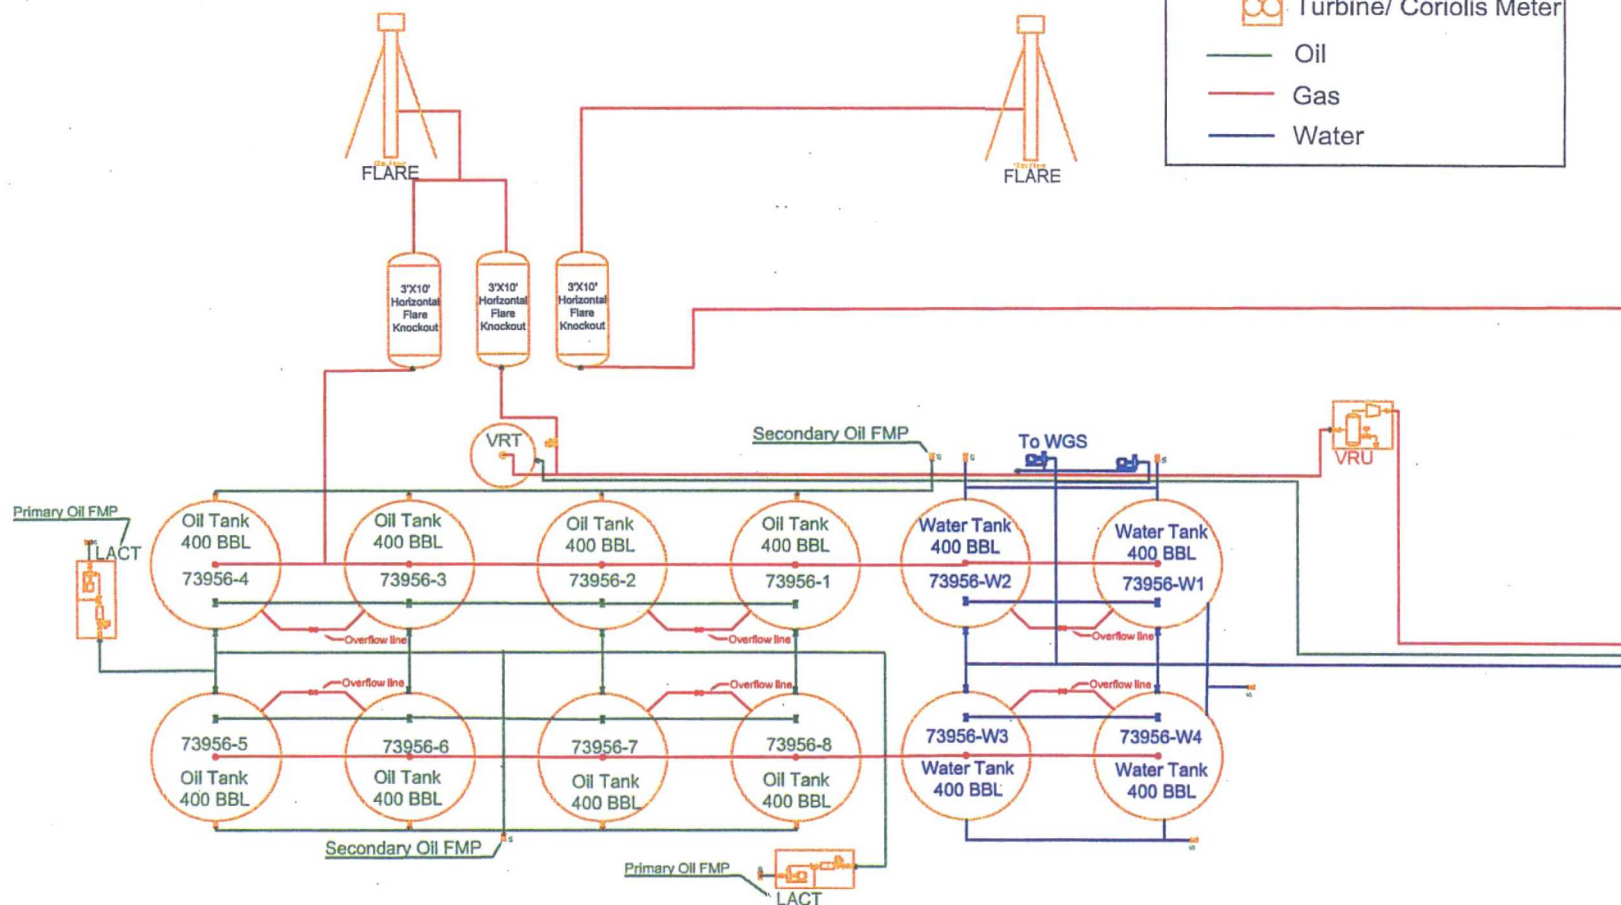 Turbine/ Coriolis Meter
Oil
Gas
Water
FLARE
FLARE
3'X10'
Horizontal
Flare
Knockout
3'X10'
Horizontal
Flare
Knockout
3'X10'
Horizontal
Flare
Knockout
VRT
Secondary Oil FMP
To WGS
VRU
Primary Oil FMP
LACT
Oil Tank
400 BBL
73956-4
Oil Tank
400 BBL
73956-3
Oil Tank
400 BBL
73956-2
Oil Tank
400 BBL
73956-1
Water Tank
400 BBL
73956-W2
Water Tank
400 BBL
73956-W1
Overflow line
Overflow line
Overflow line
Overflow line
Overflow line
Overflow line
73956-5
Oil Tank
400 BBL
73956-6
Oil Tank
400 BBL
73956-7
Oil Tank
400 BBL
73956-8
Oil Tank
400 BBL
73956-W3
Water Tank
400 BBL
73956-W4
Water Tank
400 BBL
Secondary Oil FMP
Primary Oil FMP
LACT